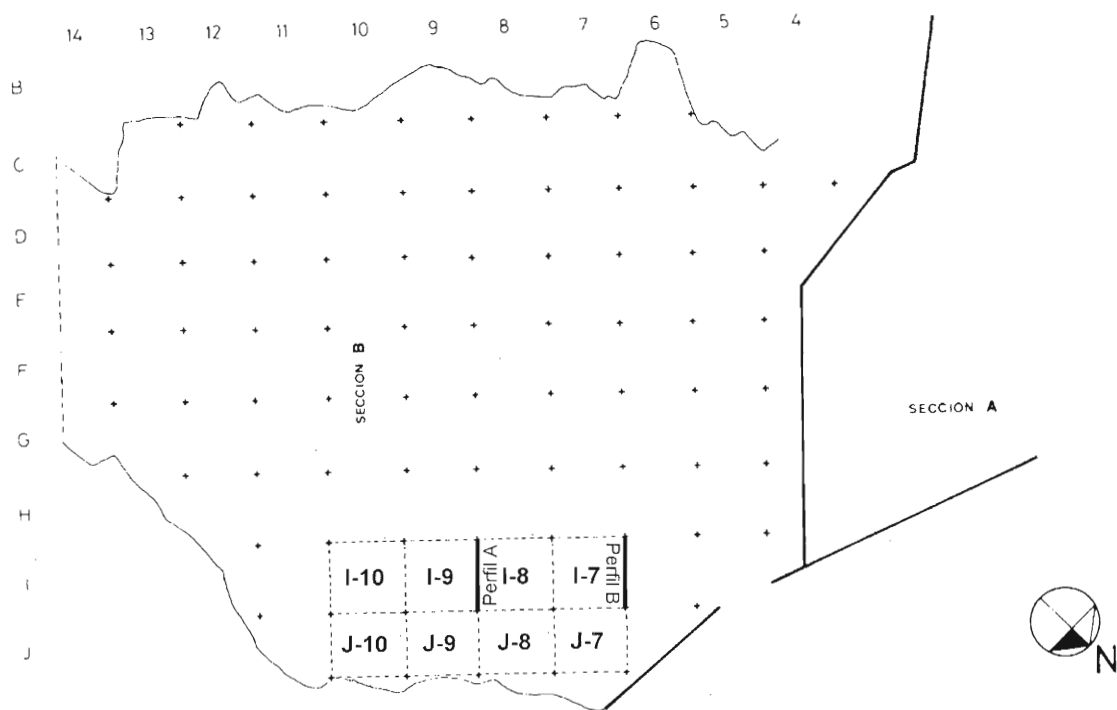 14 13 12 11 10 9 8 7 6 4
B
C
D
E
F
G
H
I
J
SECCION B
SECCION A
I-10 I-9 Perfil A I-8 I-7 Perfil B
J-10 J-9 J-8 J-7
N